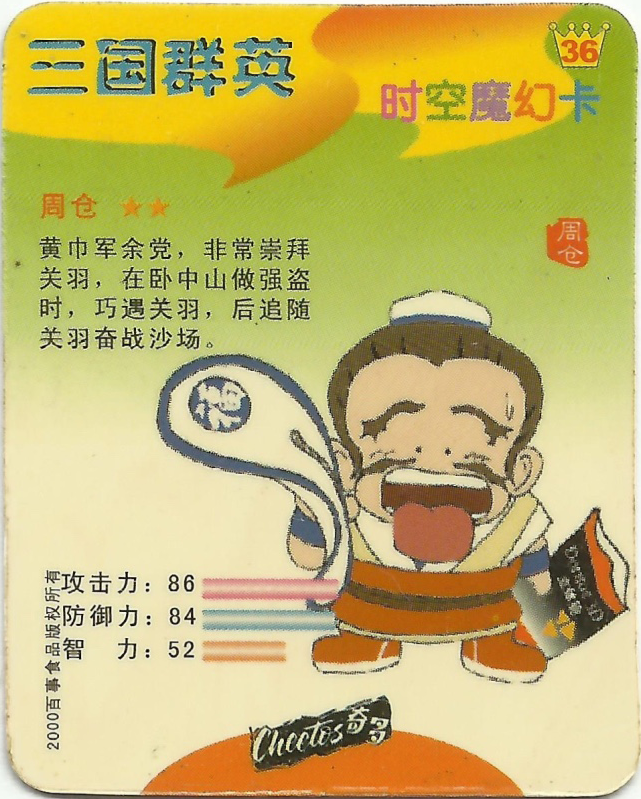 三国群英
36
时空魔幻卡
周仓 ★★
周仓
黄巾军余党，非常崇拜
关羽，在卧中山做强盗
时，巧遇关羽，后追随
关羽奋战沙场。
福
攻击力：86
防御力：84
智 力：52
2000百事食品版权所有
Cheetos奇多